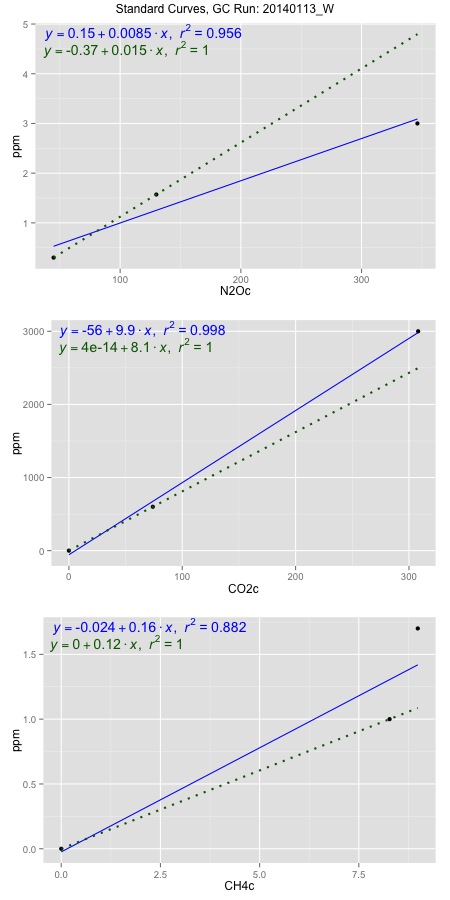 Standard Curves, GC Run: 20140113_W
y = 0.15 + 0.0085 · x, r² = 0.956
y = -0.37 + 0.015 · x, r² = 1
5
4
3
2
1
ppm
100 200 300
N2Oc
y = -56 + 9.9 · x, r² = 0.998
y = 4e-14 + 8.1 · x, r² = 1
3000
2000
1000
0
ppm
0 100 200 300
CO2c
y = -0.024 + 0.16 · x, r² = 0.882
y = 0 + 0.12 · x, r² = 1
1.5
1.0
0.5
0.0
ppm
0.0 2.5 5.0 7.5
CH4c